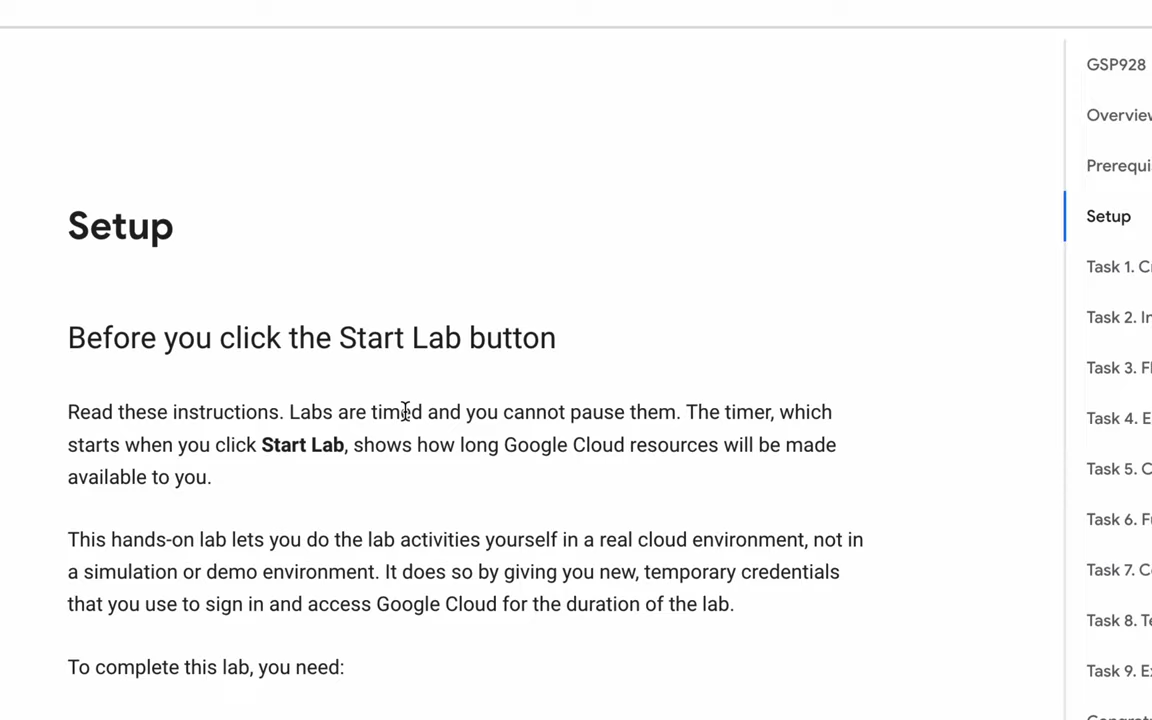 Setup
Before you click the Start Lab button
Read these instructions. Labs are timed and you cannot pause them. The timer, which
starts when you click Start Lab, shows how long Google Cloud resources will be made
available to you.
This hands-on lab lets you do the lab activities yourself in a real cloud environment, not in
a simulation or demo environment. It does so by giving you new, temporary credentials
that you use to sign in and access Google Cloud for the duration of the lab.
To complete this lab, you need:
GSP928
Overview
Prerequi
Setup
Task 1. C
Task 2. In
Task 3. Fl
Task 4. E
Task 5. C
Task 6. Fu
Task 7. C
Task 8. Te
Task 9. Ex